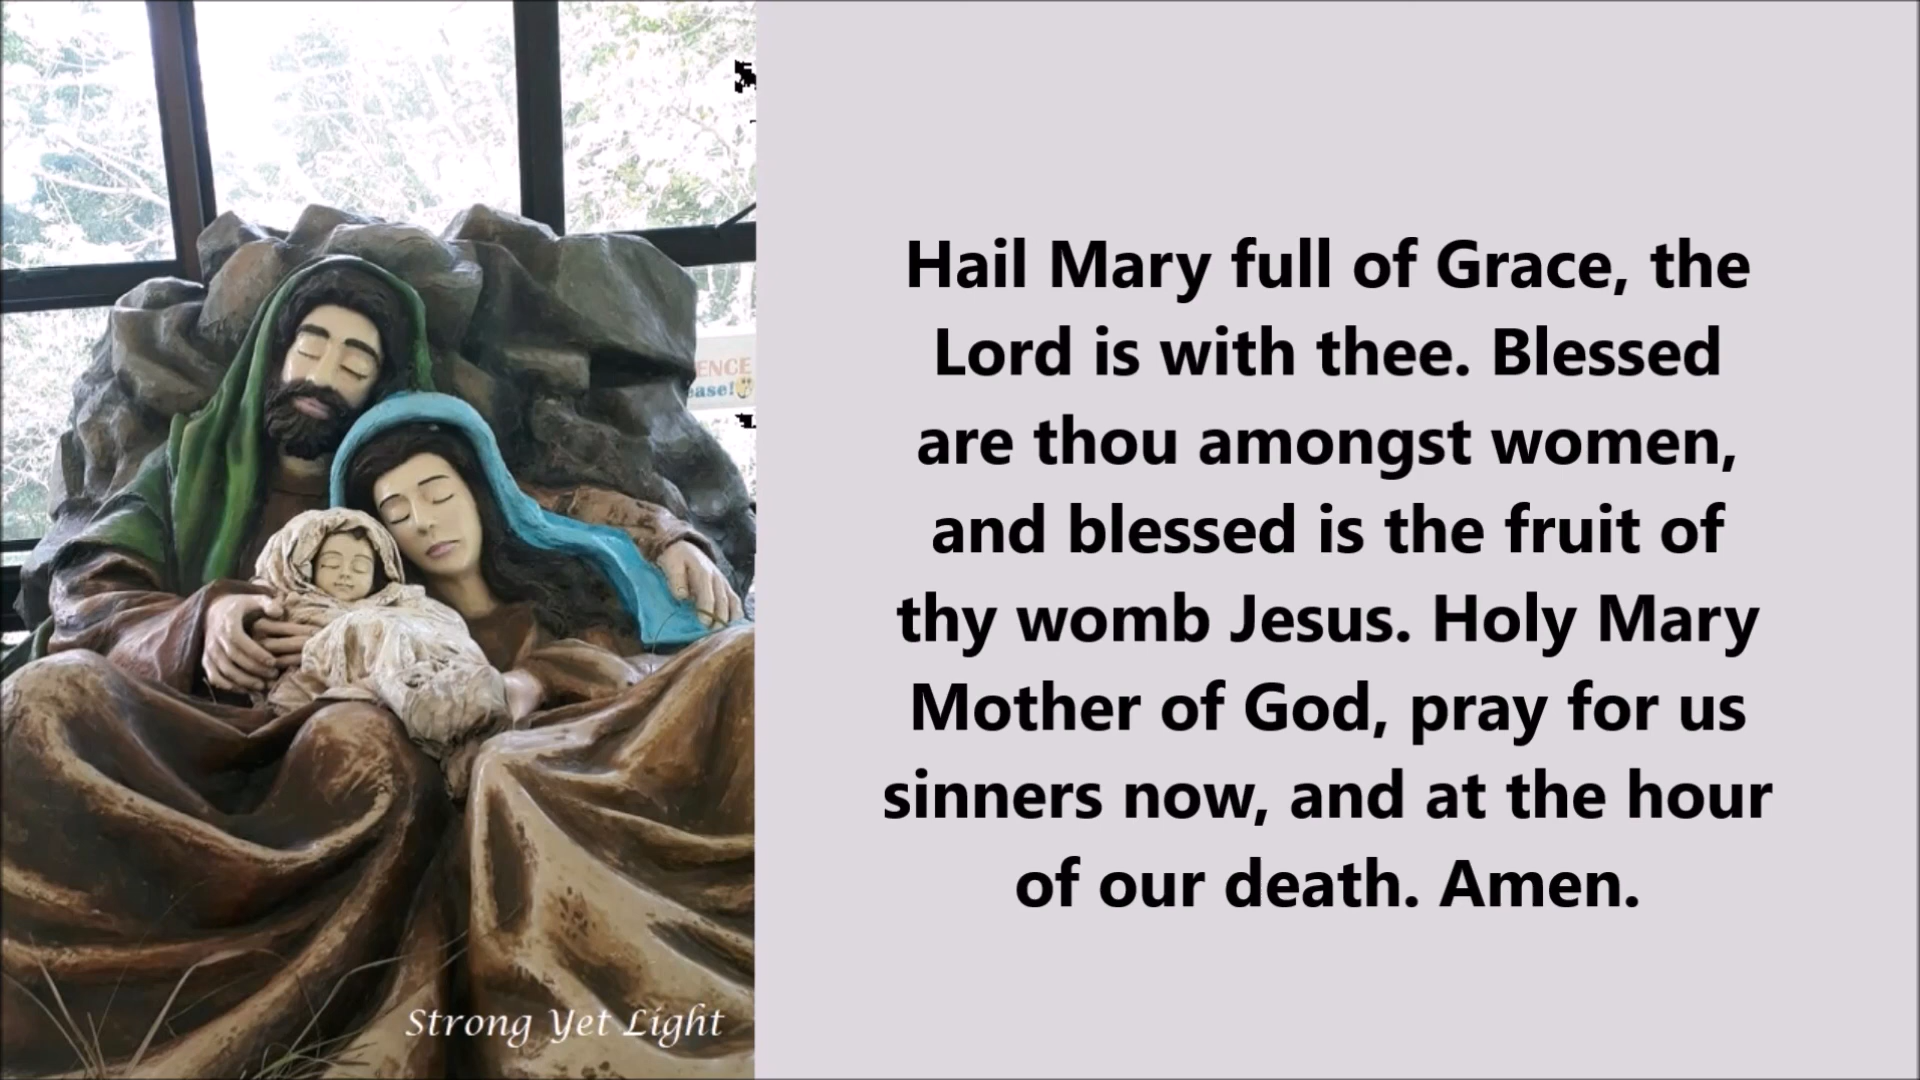 Hail Mary full of Grace, the
Lord is with thee. Blessed
are thou amongst women,
and blessed is the fruit of
thy womb Jesus. Holy Mary
Mother of God, pray for us
sinners now, and at the hour
of our death. Amen.
Strong Yet Light